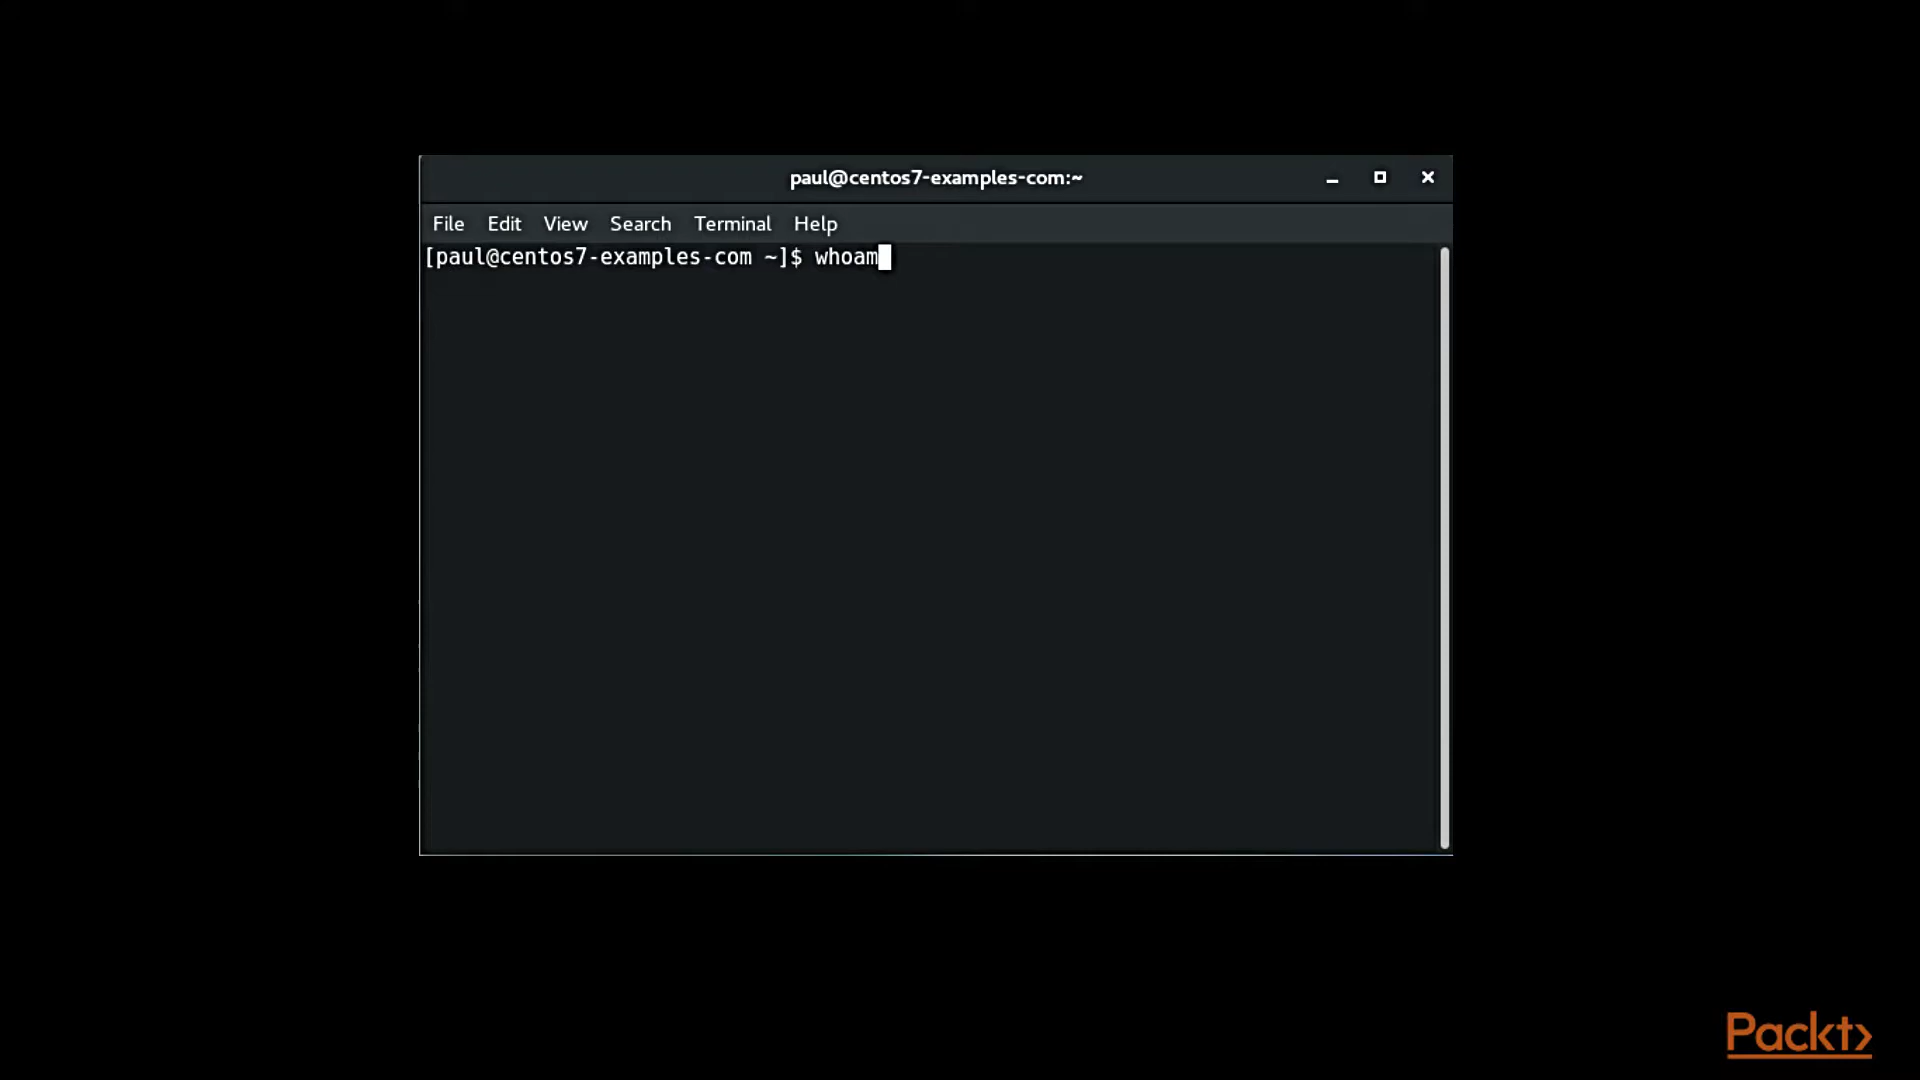 paul@centos7-examples-com:~
File Edit View Search Terminal Help
[paul@centos7-examples-com ~]$ whoam
Packt